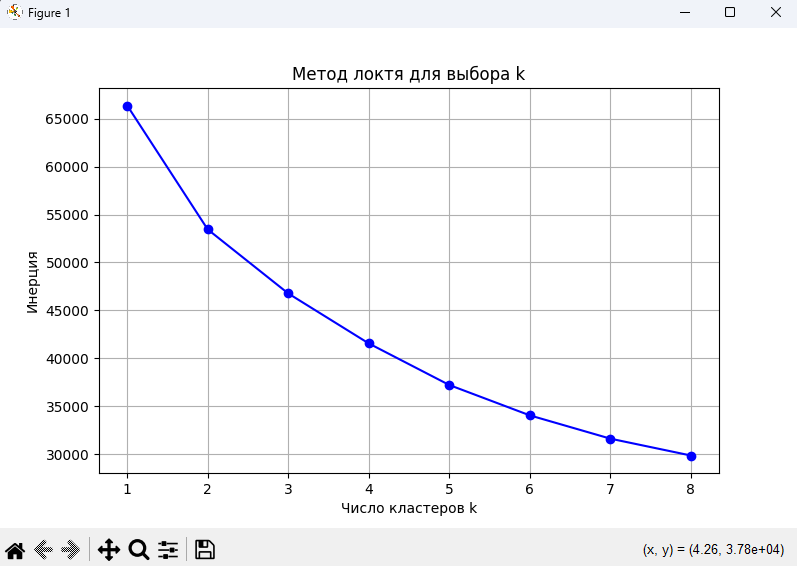 Figure 1
Метод локтя для выбора k
65000
60000
55000
50000
45000
40000
35000
30000
Инерция
1 2 3 4 5 6 7 8
Число кластеров k
(x, y) = (4.26, 3.78e+04)